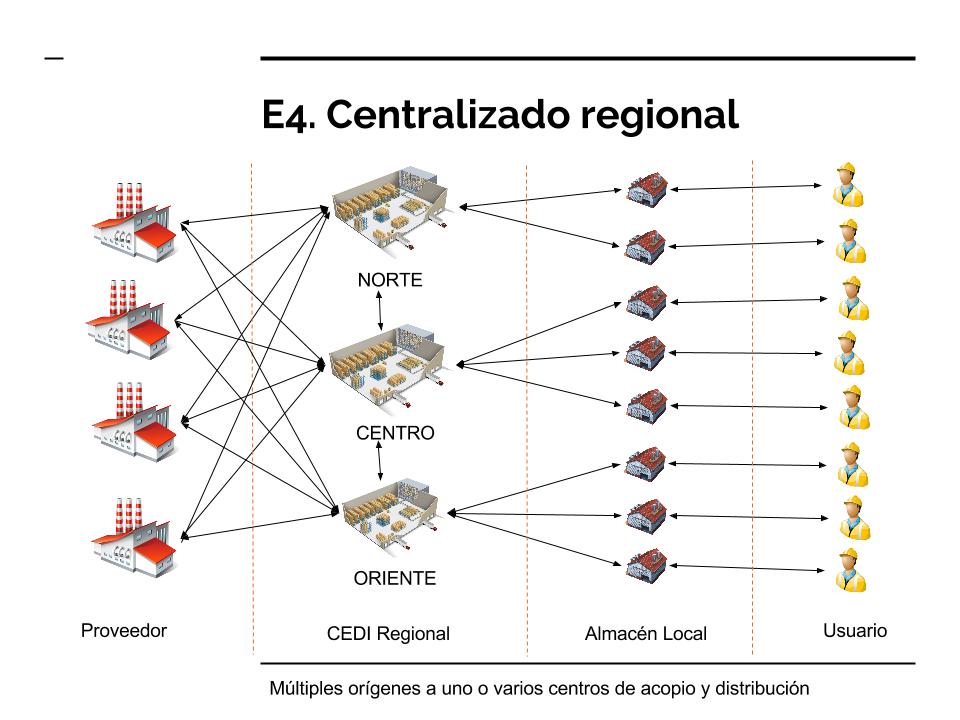 E4. Centralizado regional
NORTE
CENTRO
ORIENTE
Proveedor
CEDI Regional
Almacén Local
Usuario
Múltiples orígenes a uno o varios centros de acopio y distribución